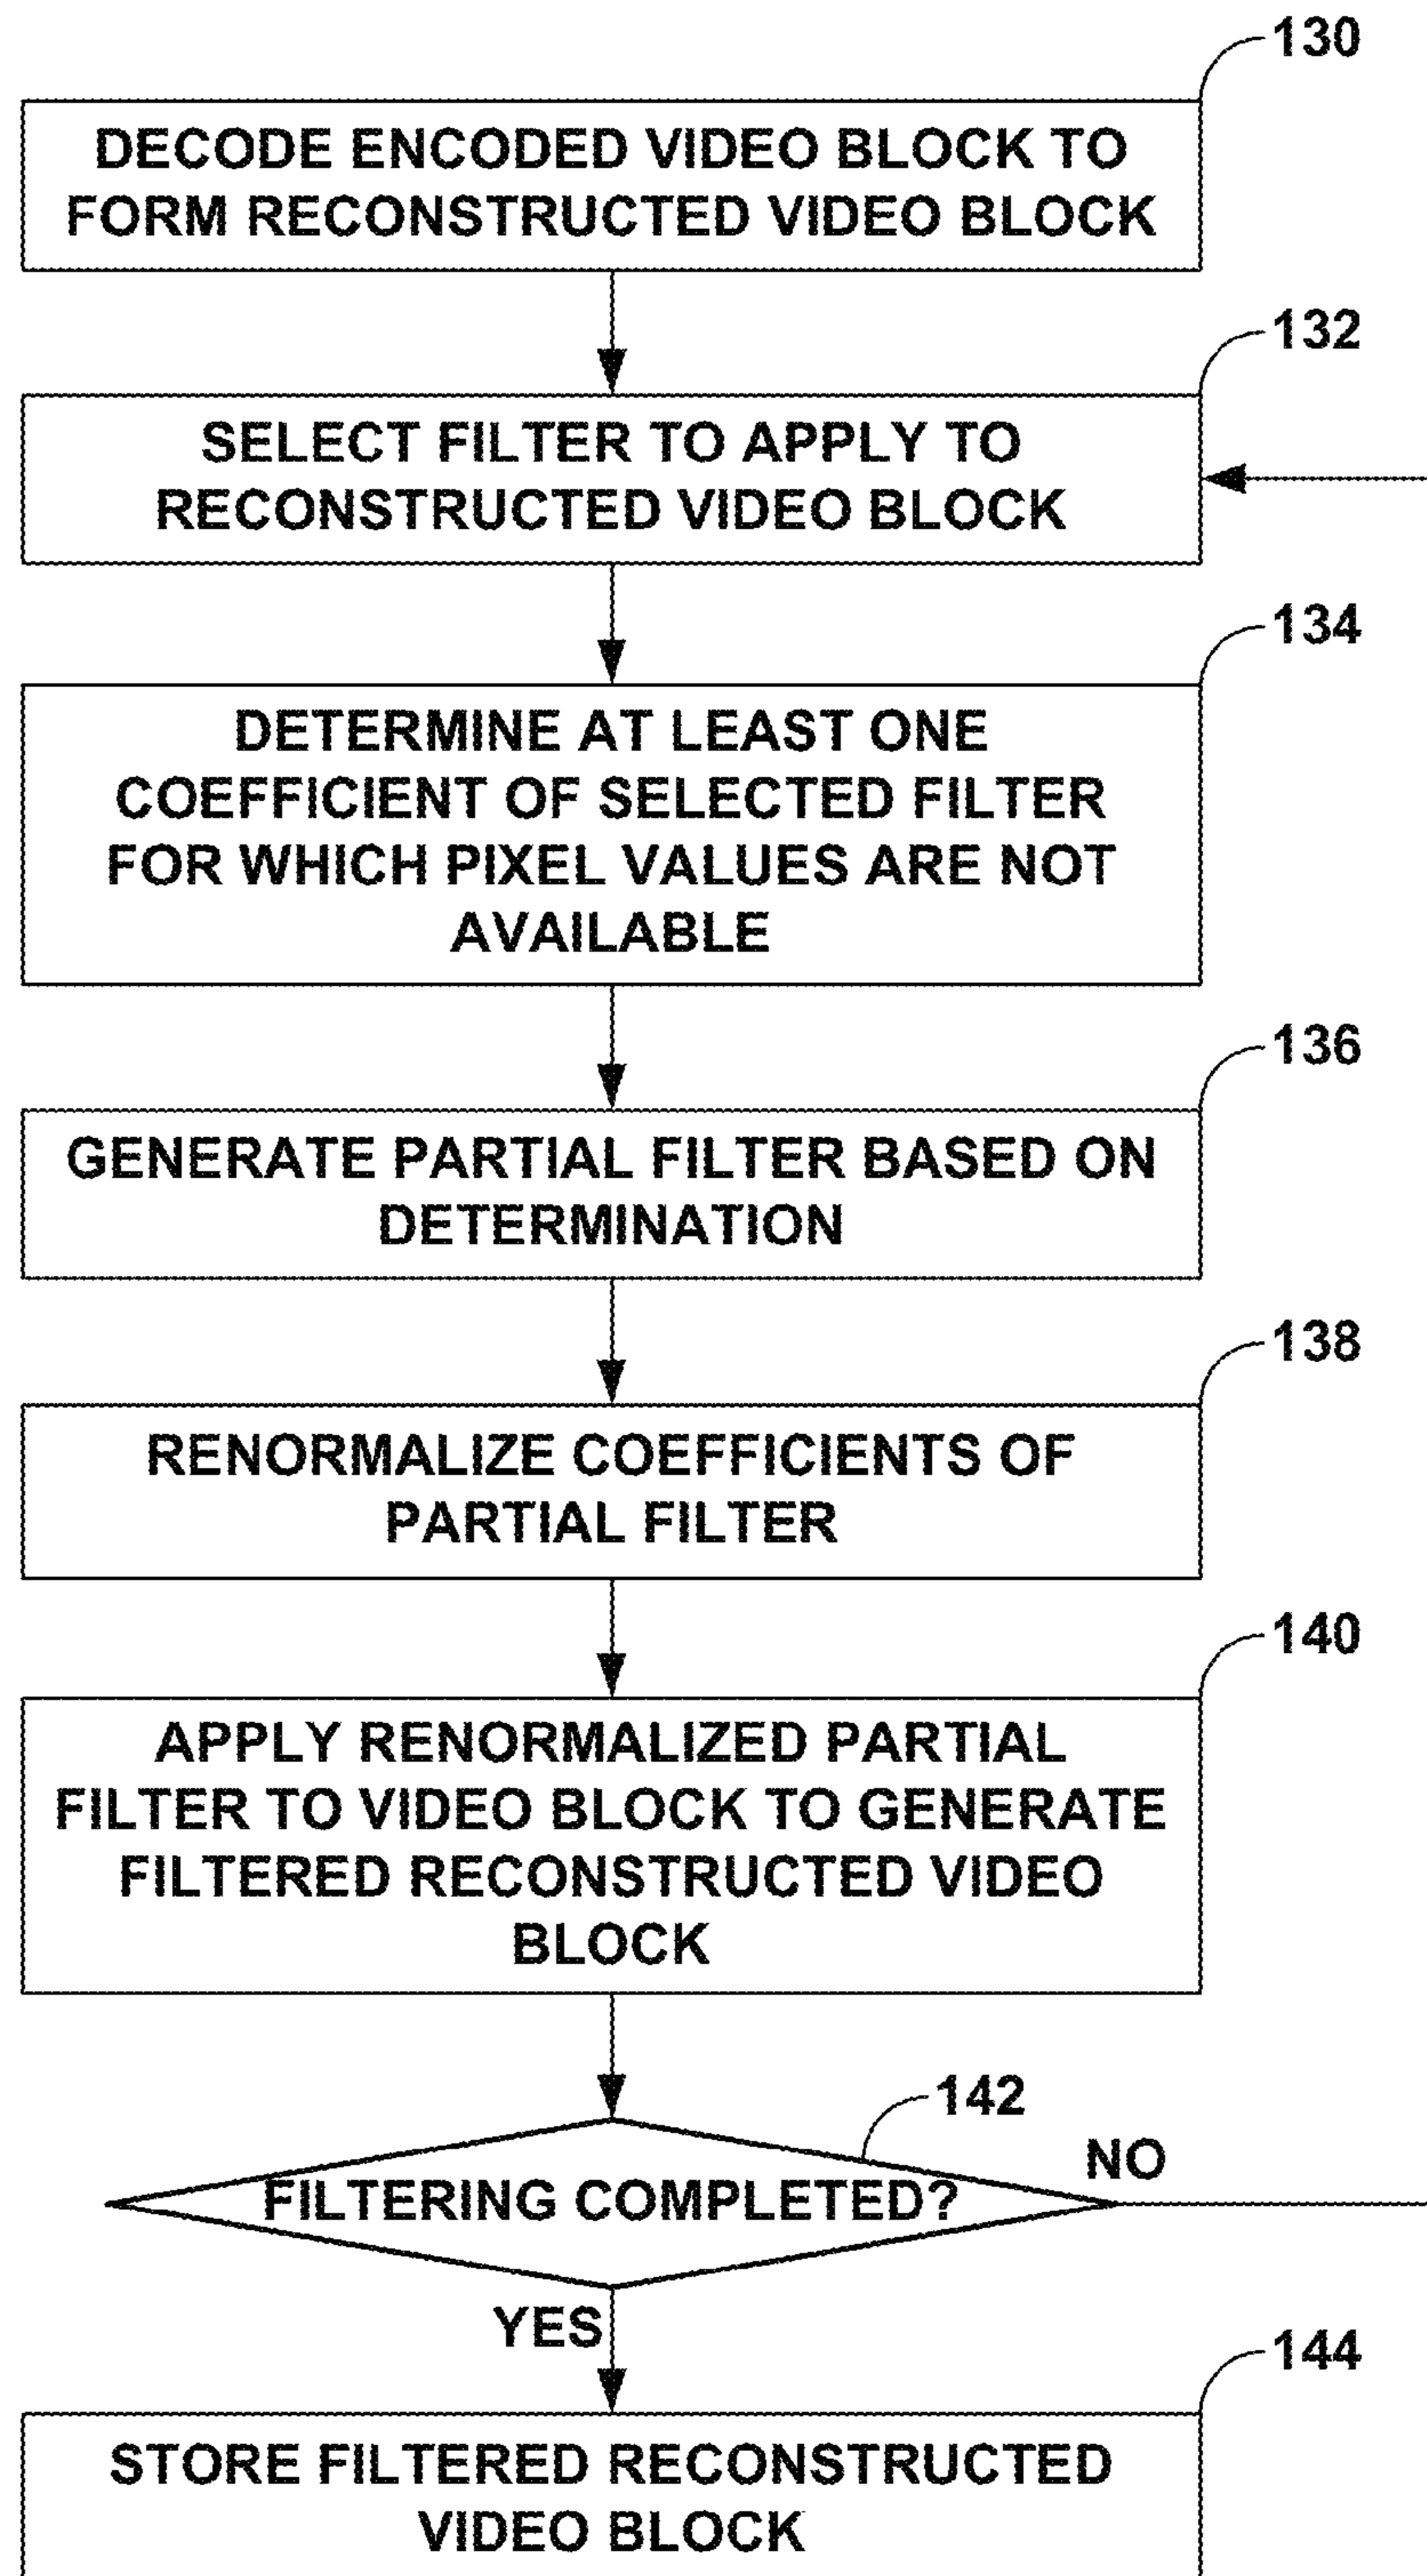 130
DECODE ENCODED VIDEO BLOCK TO
FORM RECONSTRUCTED VIDEO BLOCK
132
SELECT FILTER TO APPLY TO
RECONSTRUCTED VIDEO BLOCK
134
DETERMINE AT LEAST ONE
COEFFICIENT OF SELECTED FILTER
FOR WHICH PIXEL VALUES ARE NOT
AVAILABLE
136
GENERATE PARTIAL FILTER BASED ON
DETERMINATION
138
RENORMALIZE COEFFICIENTS OF
PARTIAL FILTER
140
APPLY RENORMALIZED PARTIAL
FILTER TO VIDEO BLOCK TO GENERATE
FILTERED RECONSTRUCTED VIDEO
BLOCK
142
NO
FILTERING COMPLETED?
YES
144
STORE FILTERED RECONSTRUCTED
VIDEO BLOCK